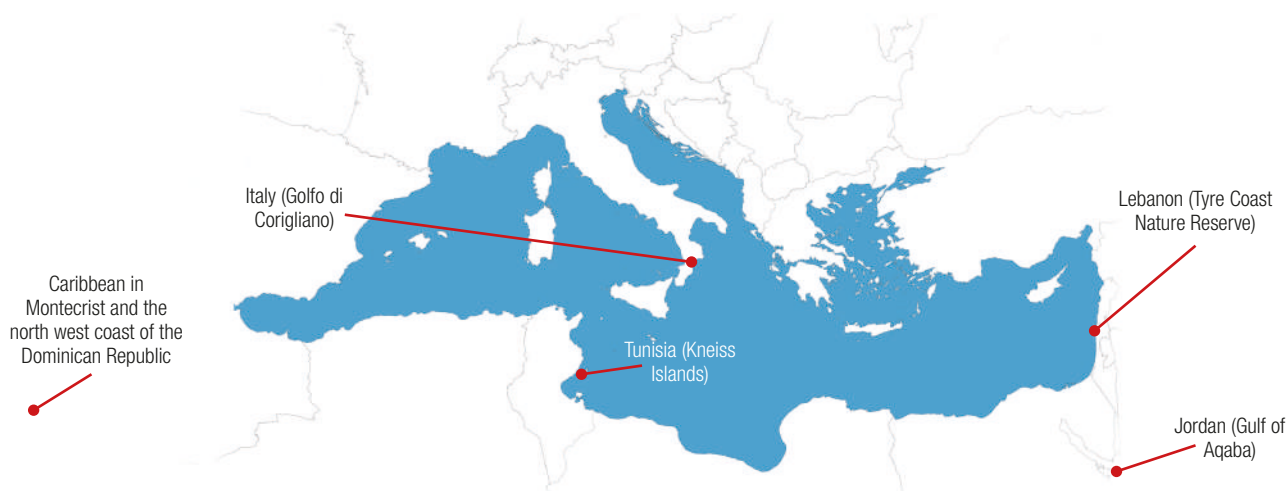 Italy (Golfo di
Corigliano)
Lebanon (Tyre Coast
Nature Reserve)
Caribbean in
Montecrist and the
north west coast of the
Dominican Republic
Tunisia (Kneiss
Islands)
Jordan (Gulf of
Aqaba)